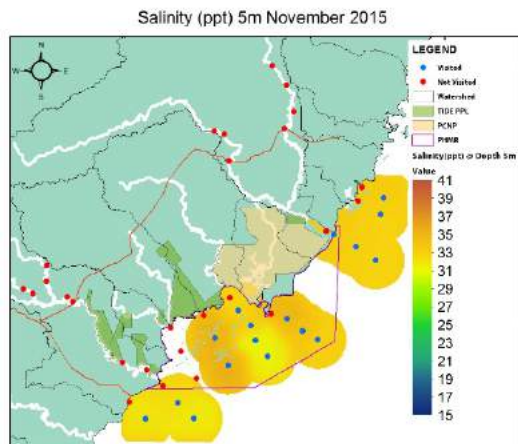 Salinity (ppt) 5m November 2015
N
W
E
S
LEGEND
Visited
Not Visited
Watershed
TIDE PPL
PCNP
PHMR
Salinity(ppt) @ Depth 5m
Value
41
39
37
35
33
31
29
27
25
23
21
19
17
15